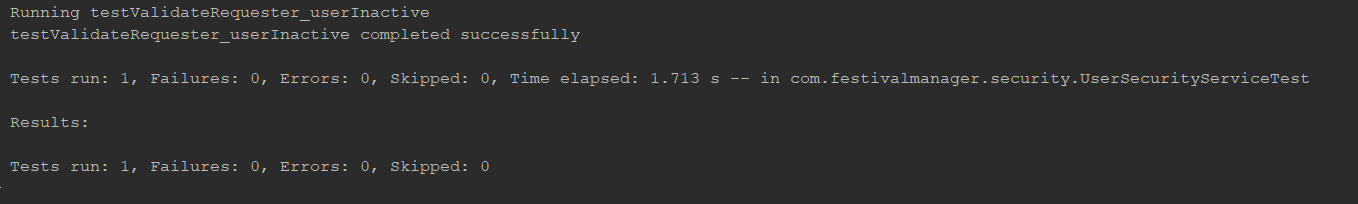 Running testValidateRequester_userInactive
testValidateRequester_userInactive completed successfully
Tests run: 1, Failures: 0, Errors: 0, Skipped: 0, Time elapsed: 1.713 s -- in com.festivalmanager.security.UserSecurityServiceTest
Results:
Tests run: 1, Failures: 0, Errors: 0, Skipped: 0